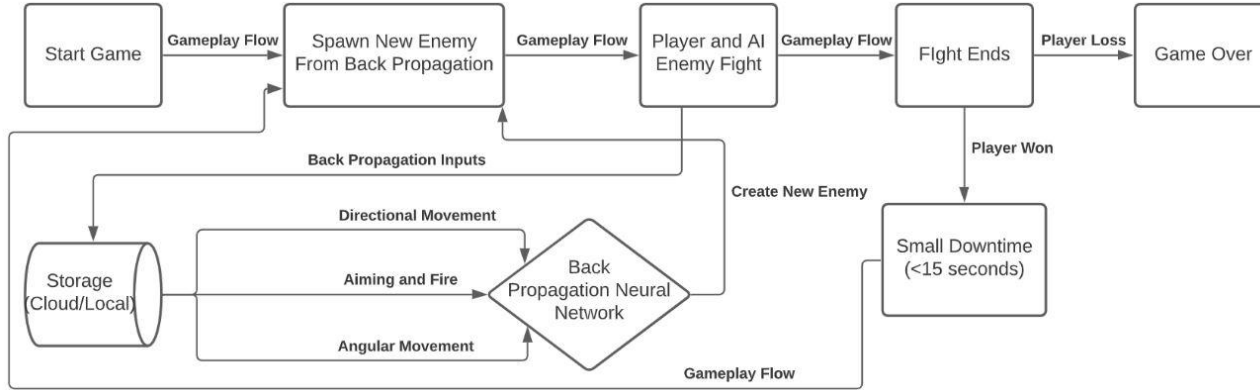 Start Game
Gameplay Flow
Spawn New Enemy
From Back Propagation
Gameplay Flow
Player and AI
Enemy Fight
Gameplay Flow
FIght Ends
Player Loss
Game Over
Back Propagation Inputs
Player Won
Create New Enemy
Directional Movement
Small Downtime
(<15 seconds)
Storage
(Cloud/Local)
Aiming and Fire
Back
Propagation Neural
Network
Angular Movement
Gameplay Flow